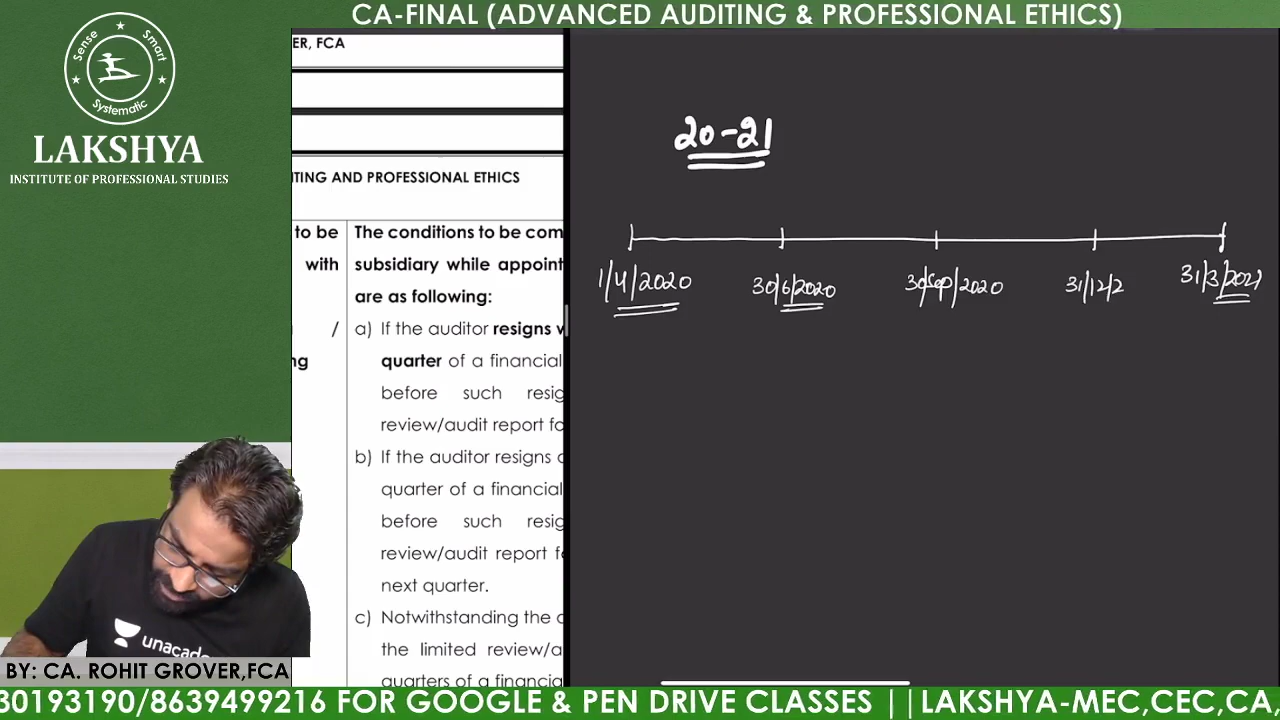 CA-FINAL (ADVANCED AUDITING & PROFESSIONAL ETHICS)
Sense
Smart
Systematic
LAKSHYA
INSTITUTE OF PROFESSIONAL STUDIES
ER, FCA
TING AND PROFESSIONAL ETHICS
to be
with
/
ng
The conditions to be com
subsidiary while appoint
are as following:
a) If the auditor resigns w
quarter of a financial
before such resig
review/audit report fo
b) If the auditor resigns
quarter of a financial
before such resig
review/audit report f
next quarter.
c) Notwithstanding the
the limited review/a
quarters of a financia
20-21
1/4/2020
30/6/2020
30/Sep/2020
31/12/2
31/3/2021
unacade
BY: CA. ROHIT GROVER,FCA
30193190/8639499216 FOR GOOGLE & PEN DRIVE CLASSES ||LAKSHYA-MEC,CEC,CA,